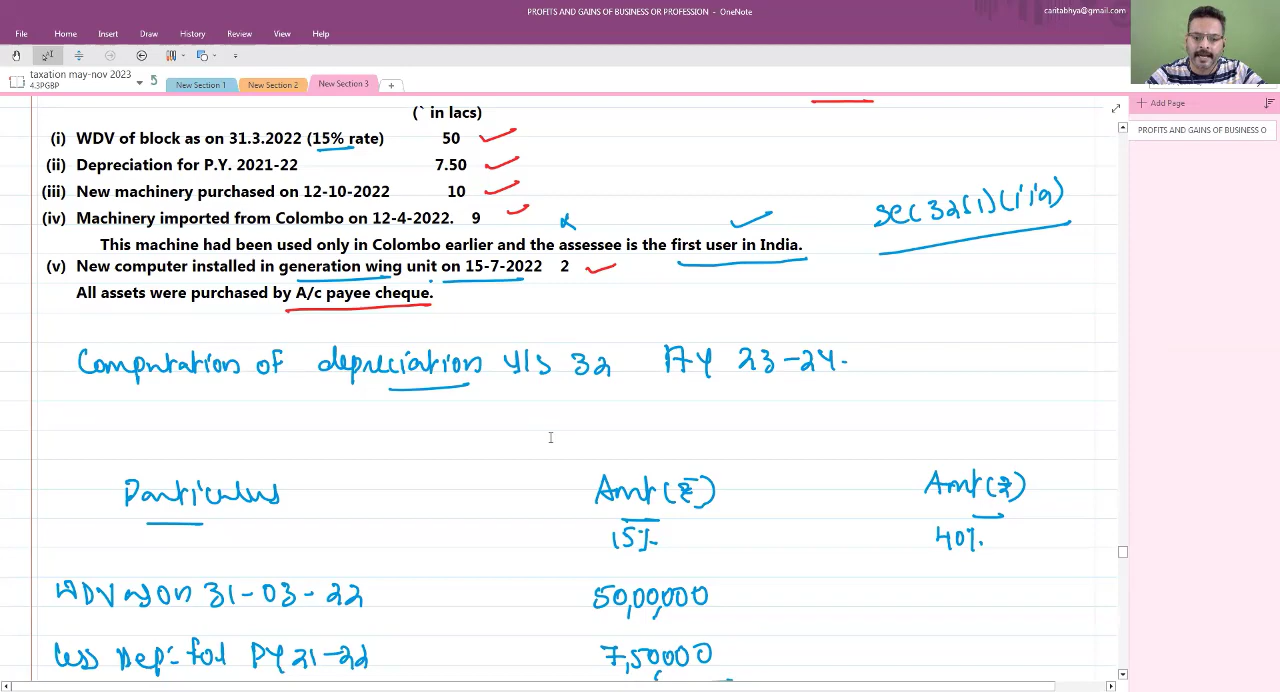 PROFITS AND GAINS OF BUSINESS OR PROFESSION - OneNote
caritabhya@gmail.com
File Home Insert Draw History Review View Help
taxation may-nov 2023
4.3PGBP
5
New Section 1 New Section 2 New Section 3 +
+ Add Page
PROFITS AND GAINS OF BUSINESS O
(` in lacs)
(i) WDV of block as on 31.3.2022 (15% rate) 50
(ii) Depreciation for P.Y. 2021-22 7.50
(iii) New machinery purchased on 12-10-2022 10
(iv) Machinery imported from Colombo on 12-4-2022. 9
sec(32(1)(iia)
This machine had been used only in Colombo earlier and the assessee is the first user in India.
(v) New computer installed in generation wing unit on 15-7-2022 2
All assets were purchased by A/c payee cheque.
Computation of depreciation u/s 32 AY 23-24.
Particulars Amt(₹) Amt(₹)
15% 40%
WDV as on 31-03-22 50,00,000
Less Dep: for PY 21-22 7,50,000